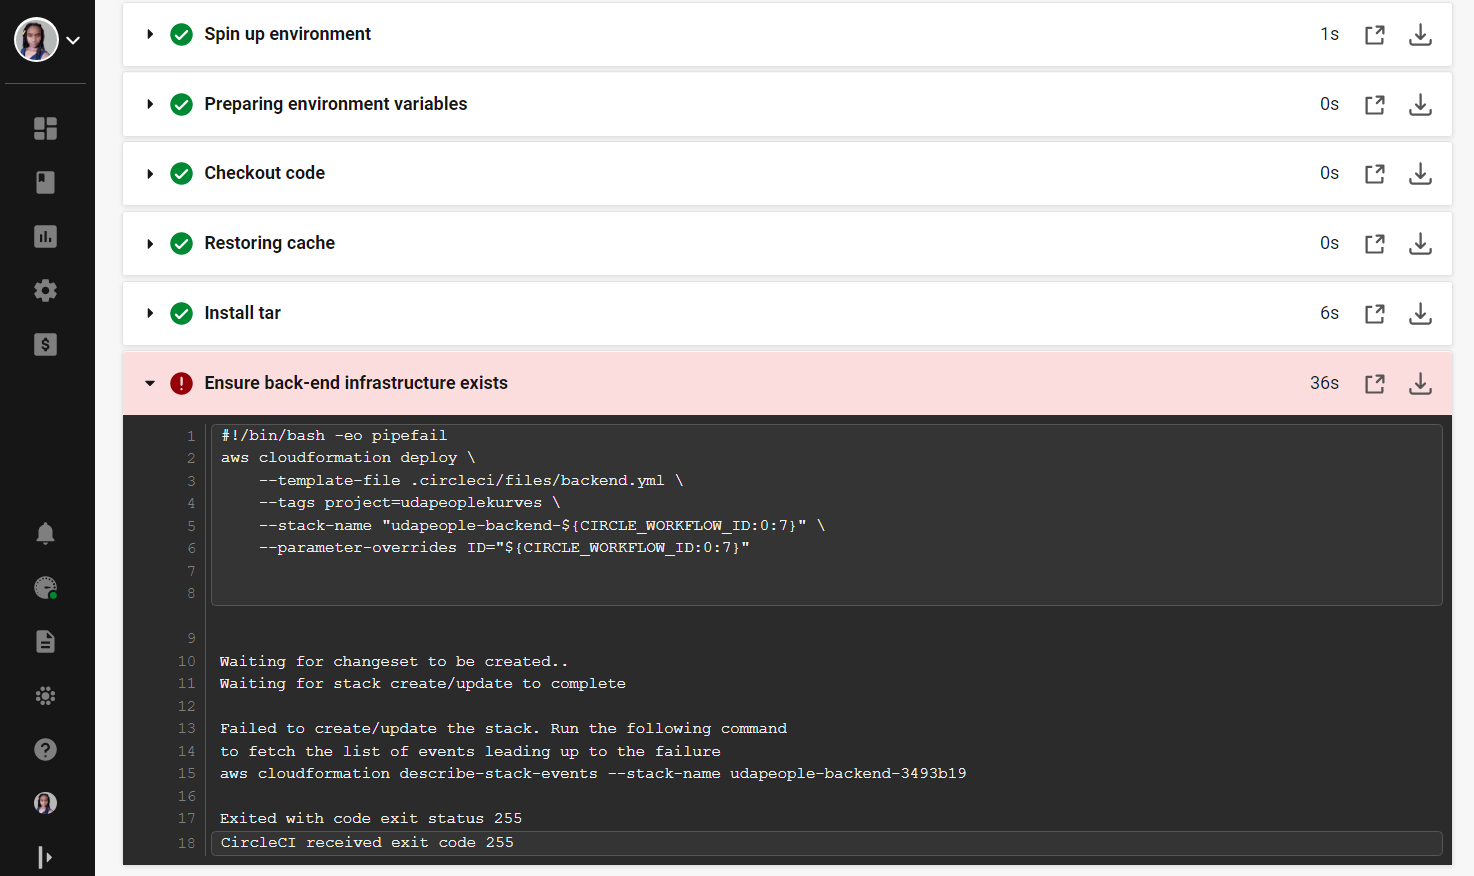 Spin up environment 1s
Preparing environment variables 0s
Checkout code 0s
Restoring cache 0s
Install tar 6s
Ensure back-end infrastructure exists 36s
1 #!/bin/bash -eo pipefail
2 aws cloudformation deploy \
3 --template-file .circleci/files/backend.yml \
4 --tags project=udapeoplekurves \
5 --stack-name "udapeople-backend-${CIRCLE_WORKFLOW_ID:0:7}" \
6 --parameter-overrides ID="${CIRCLE_WORKFLOW_ID:0:7}"
7
8
9
10 Waiting for changeset to be created..
11 Waiting for stack create/update to complete
12
13 Failed to create/update the stack. Run the following command
14 to fetch the list of events leading up to the failure
15 aws cloudformation describe-stack-events --stack-name udapeople-backend-3493b19
16
17 Exited with code exit status 255
18 CircleCI received exit code 255